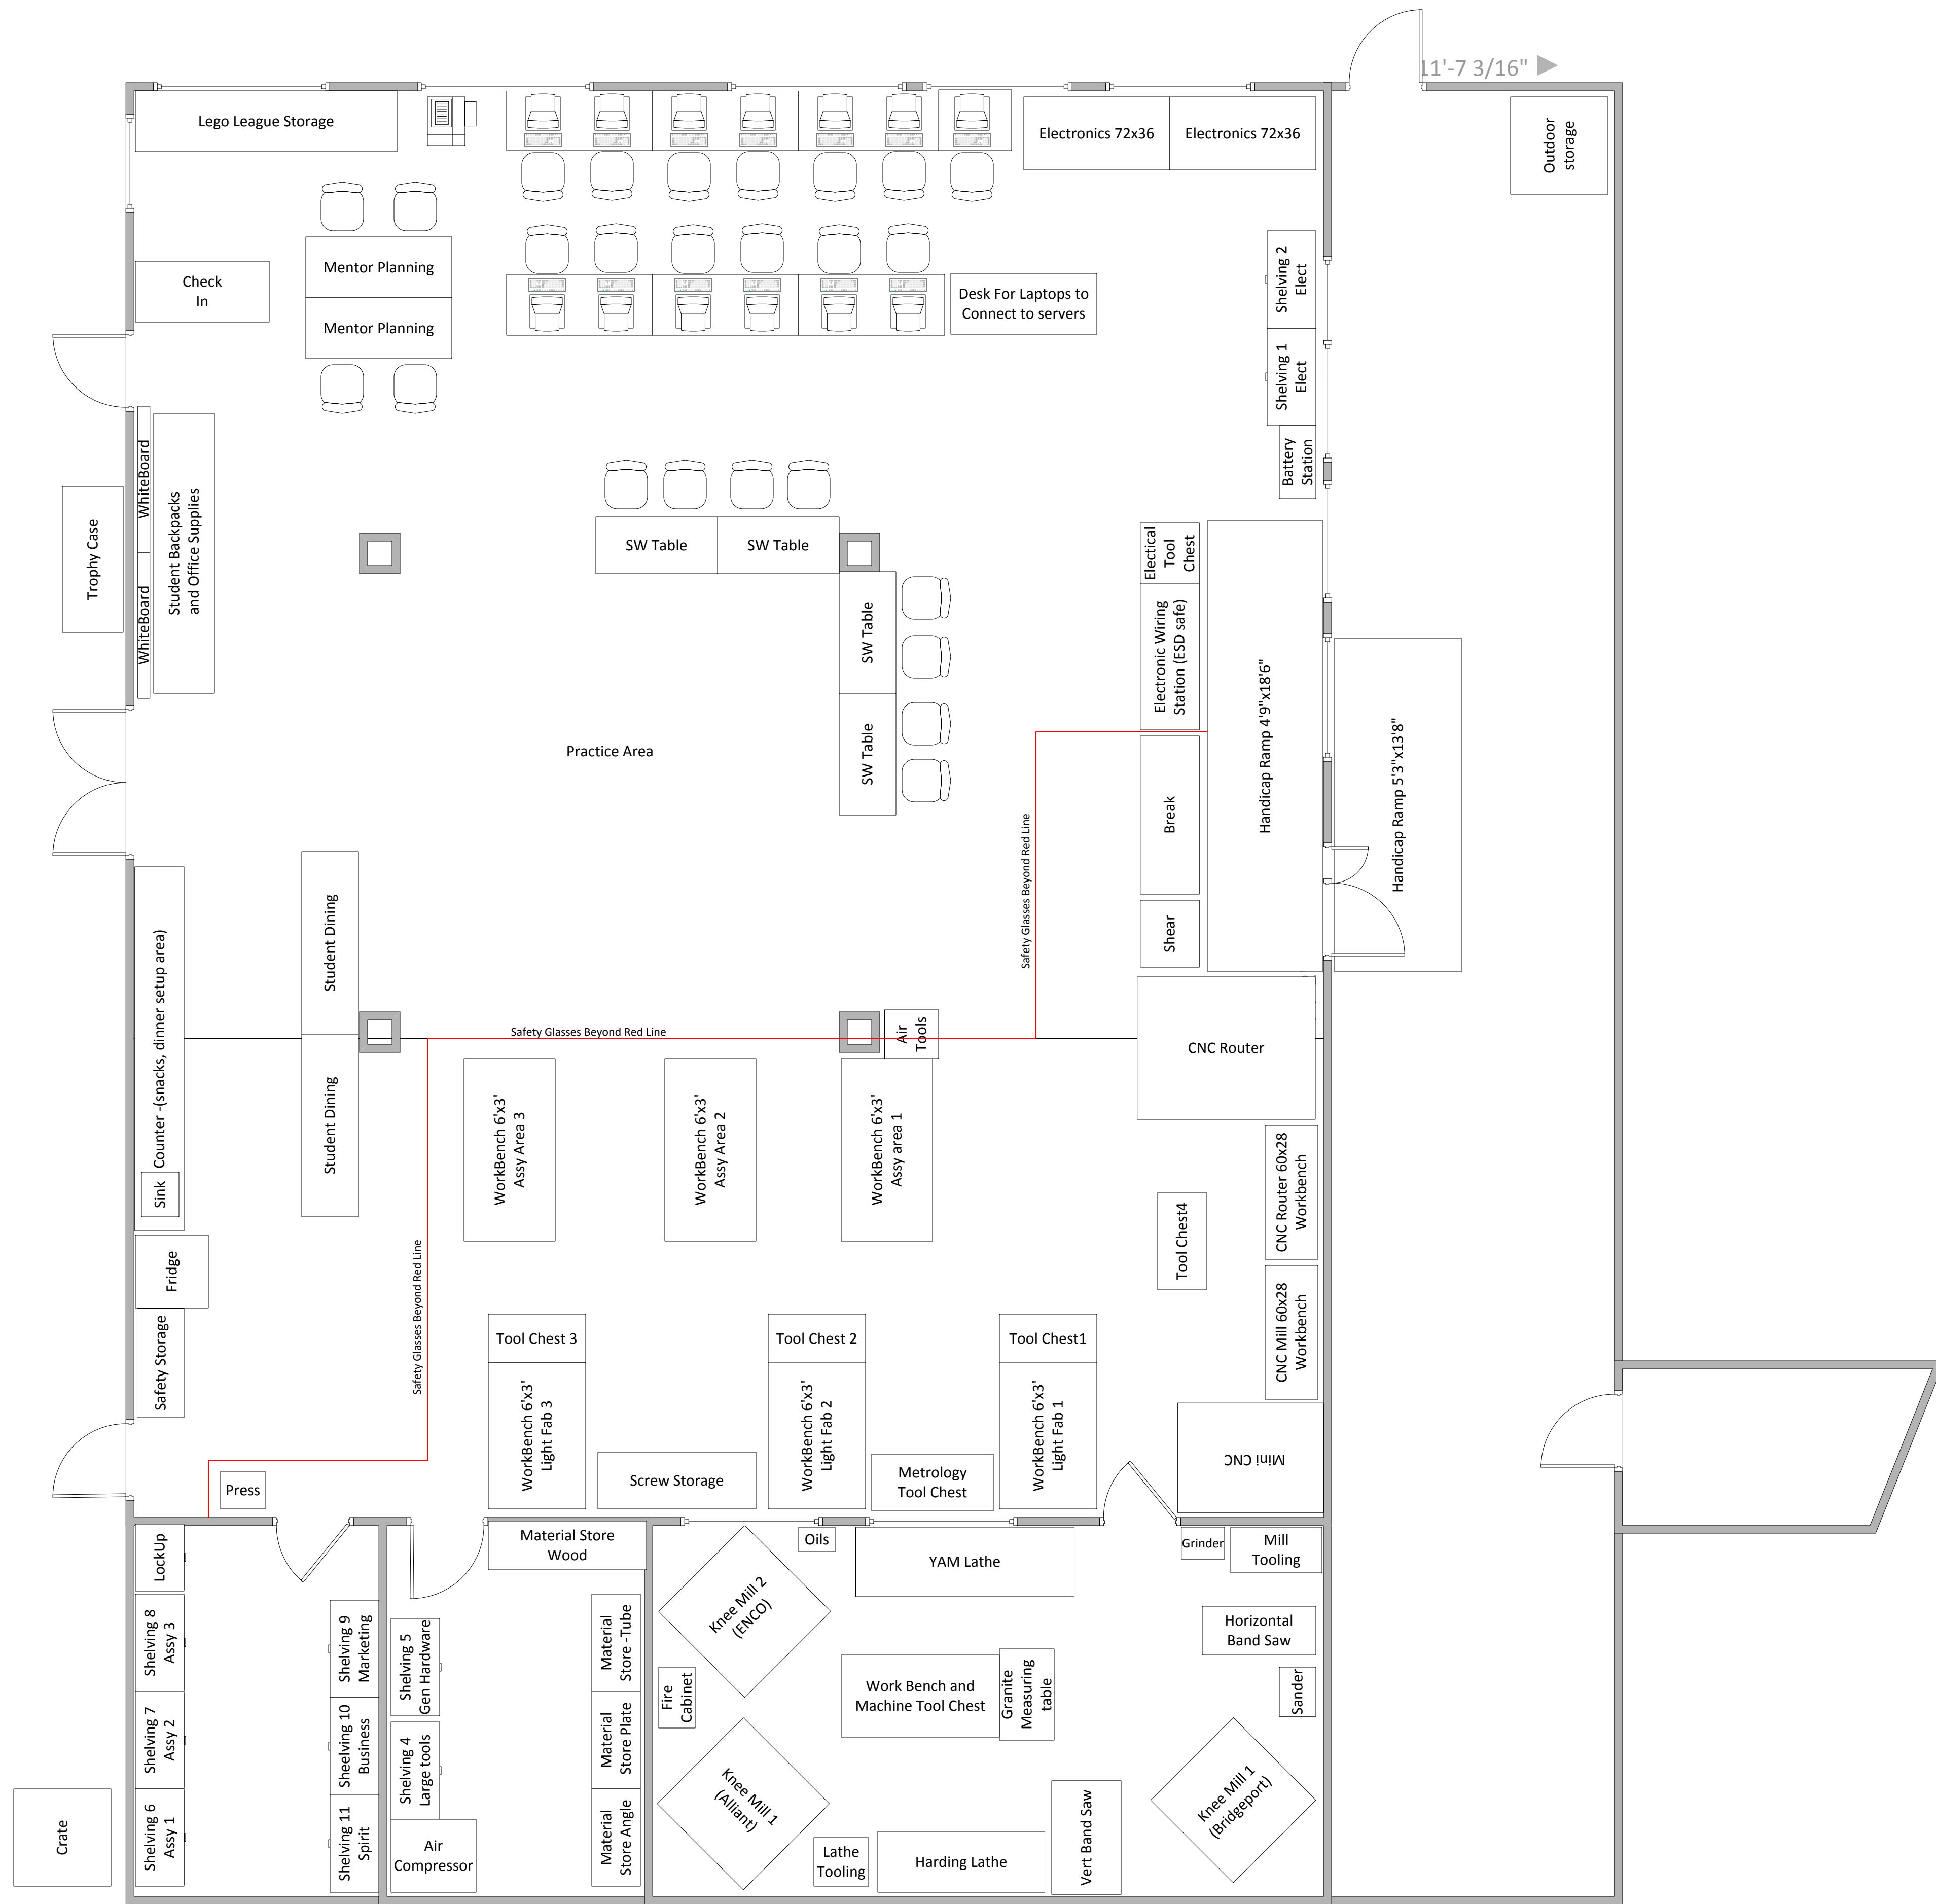 11'-7 3/16"
Lego League Storage
Electronics 72x36
Electronics 72x36
Outdoor
storage
Check
In
Mentor Planning
Mentor Planning
Desk For Laptops to
Connect to servers
Shelving 2
Elect
Shelving 1
Elect
Battery
Station
WhiteBoard
WhiteBoard
Student Backpacks
and Office Supplies
Trophy Case
SW Table
SW Table
SW Table
SW Table
Electical
Tool
Chest
Electronic Wiring
Station (ESD safe)
Handicap Ramp 4'9"x18'6"
Handicap Ramp 5'3"x13'8"
Practice Area
Break
Shear
Safety Glasses Beyond Red Line
Student Dining
Student Dining
Counter -(snacks, dinner setup area)
Sink
Safety Glasses Beyond Red Line
Air
Tools
CNC Router
WorkBench 6'x3'
Assy Area 3
WorkBench 6'x3'
Assy Area 2
WorkBench 6'x3'
Assy area 1
CNC Router 60x28
Workbench
Tool Chest4
Fridge
Safety Storage
Safety Glasses Beyond Red Line
CNC Mill 60x28
Workbench
Tool Chest 3
Tool Chest 2
Tool Chest1
WorkBench 6'x3'
Light Fab 3
WorkBench 6'x3'
Light Fab 2
WorkBench 6'x3'
Light Fab 1
Mini CNC
Press
Screw Storage
Metrology
Tool Chest
LockUp
Material Store
Wood
Oils
YAM Lathe
Grinder
Mill
Tooling
Shelving 8
Assy 3
Shelving 9
Marketing
Shelving 5
Gen Hardware
Material
Store -Tube
Knee Mill 2
(ENCO)
Horizontal
Band Saw
Fire
Cabinet
Work Bench and
Machine Tool Chest
Granite
Measuring
table
Sander
Shelving 7
Assy 2
Shelving 10
Business
Shelving 4
Large tools
Material
Store Plate
Knee Mill 1
(Alliant)
Knee Mill 1
(Bridgeport)
Crate
Shelving 6
Assy 1
Shelving 11
Spirit
Air
Compressor
Material
Store Angle
Lathe
Tooling
Harding Lathe
Vert Band Saw